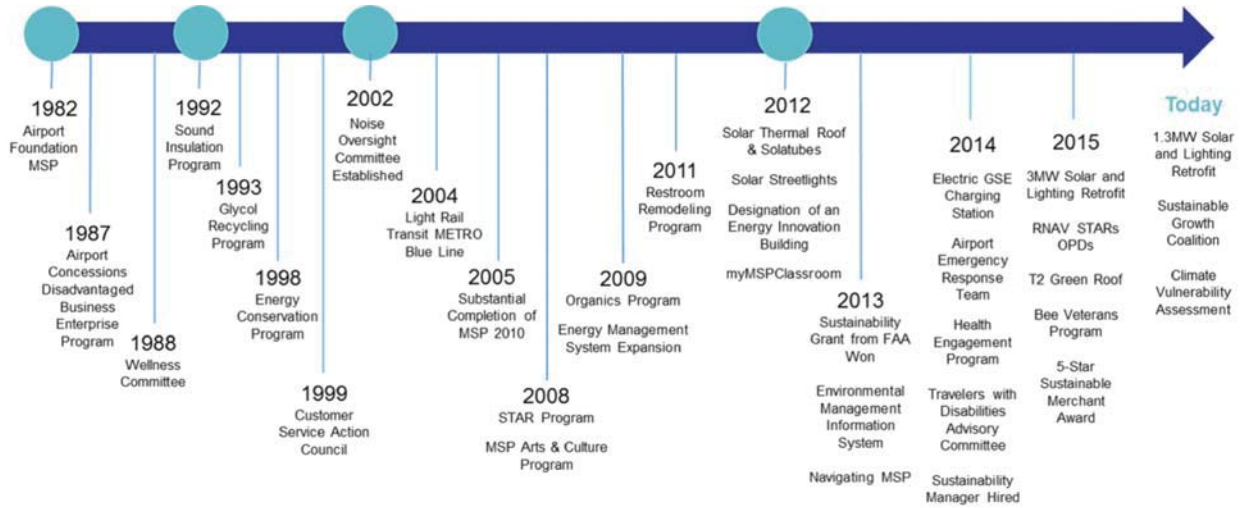 1982
Airport
Foundation
MSP
1987
Airport
Concessions
Disadvantaged
Business
Enterprise
Program
1988
Wellness
Committee
1992
Sound
Insulation
Program
1993
Glycol
Recycling
Program
1998
Energy
Conservation
Program
1999
Customer
Service Action
Council
2002
Noise
Oversight
Committee
Established
2004
Light Rail
Transit METRO
Blue Line
2005
Substantial
Completion of
MSP 2010
2008
STAR Program
MSP Arts & Culture
Program
2009
Organics Program
Energy Management
System Expansion
2011
Restroom
Remodeling
Program
2012
Solar Thermal Roof
& Solatubes
Solar Streetlights
Designation of an
Energy Innovation
Building
myMSPClassroom
2013
Sustainability
Grant from FAA
Won
Environmental
Management
Information
System
Navigating MSP
2014
Electric GSE
Charging
Station
Airport
Emergency
Response
Team
Health
Engagement
Program
Travelers with
Disabilities
Advisory
Committee
Sustainability
Manager Hired
2015
3MW Solar and
Lighting Retrofit
RNAV STARs
OPDs
T2 Green Roof
Bee Veterans
Program
5-Star
Sustainable
Merchant
Award
Today
1.3MW Solar
and Lighting
Retrofit
Sustainable
Growth
Coalition
Climate
Vulnerability
Assessment